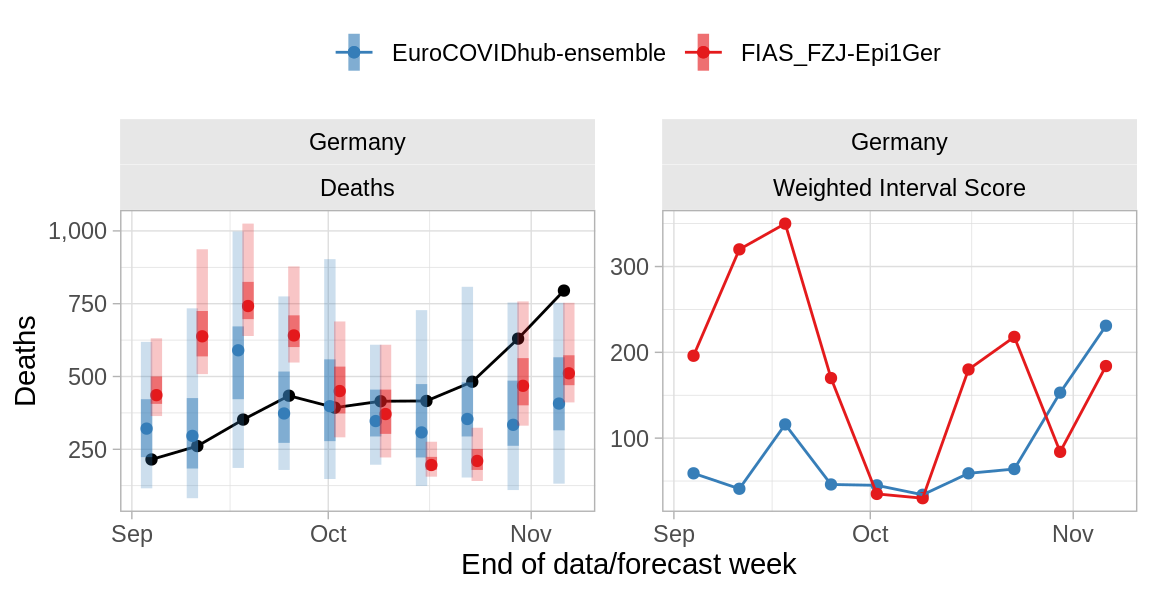 EuroCOVIDhub-ensemble FIAS_FZJ-Epi1Ger
Germany
Deaths
1,000
750
500
250
Deaths
Sep Oct Nov
Germany
Weighted Interval Score
300
200
100
Sep Oct Nov
End of data/forecast week